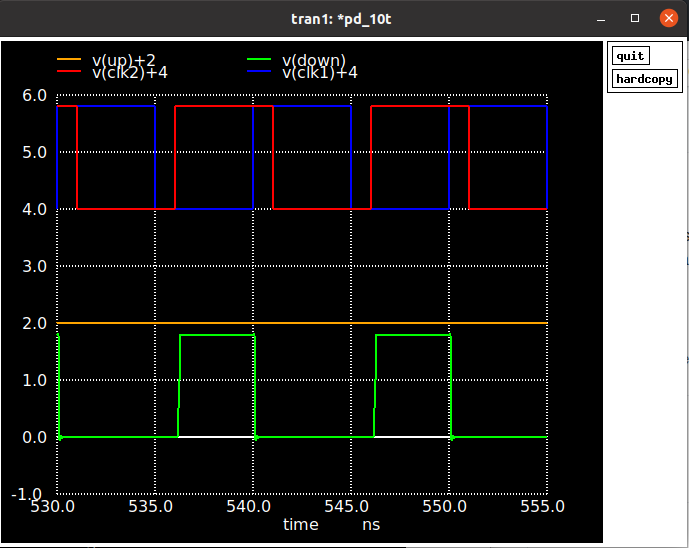 tran1: *pd_10t
quit
hardcopy
v(up)+2 v(down)
v(clk2)+4 v(clk1)+4
6.0
5.0
4.0
3.0
2.0
1.0
0.0
-1.0
530.0 535.0 540.0 545.0 550.0 555.0
time ns